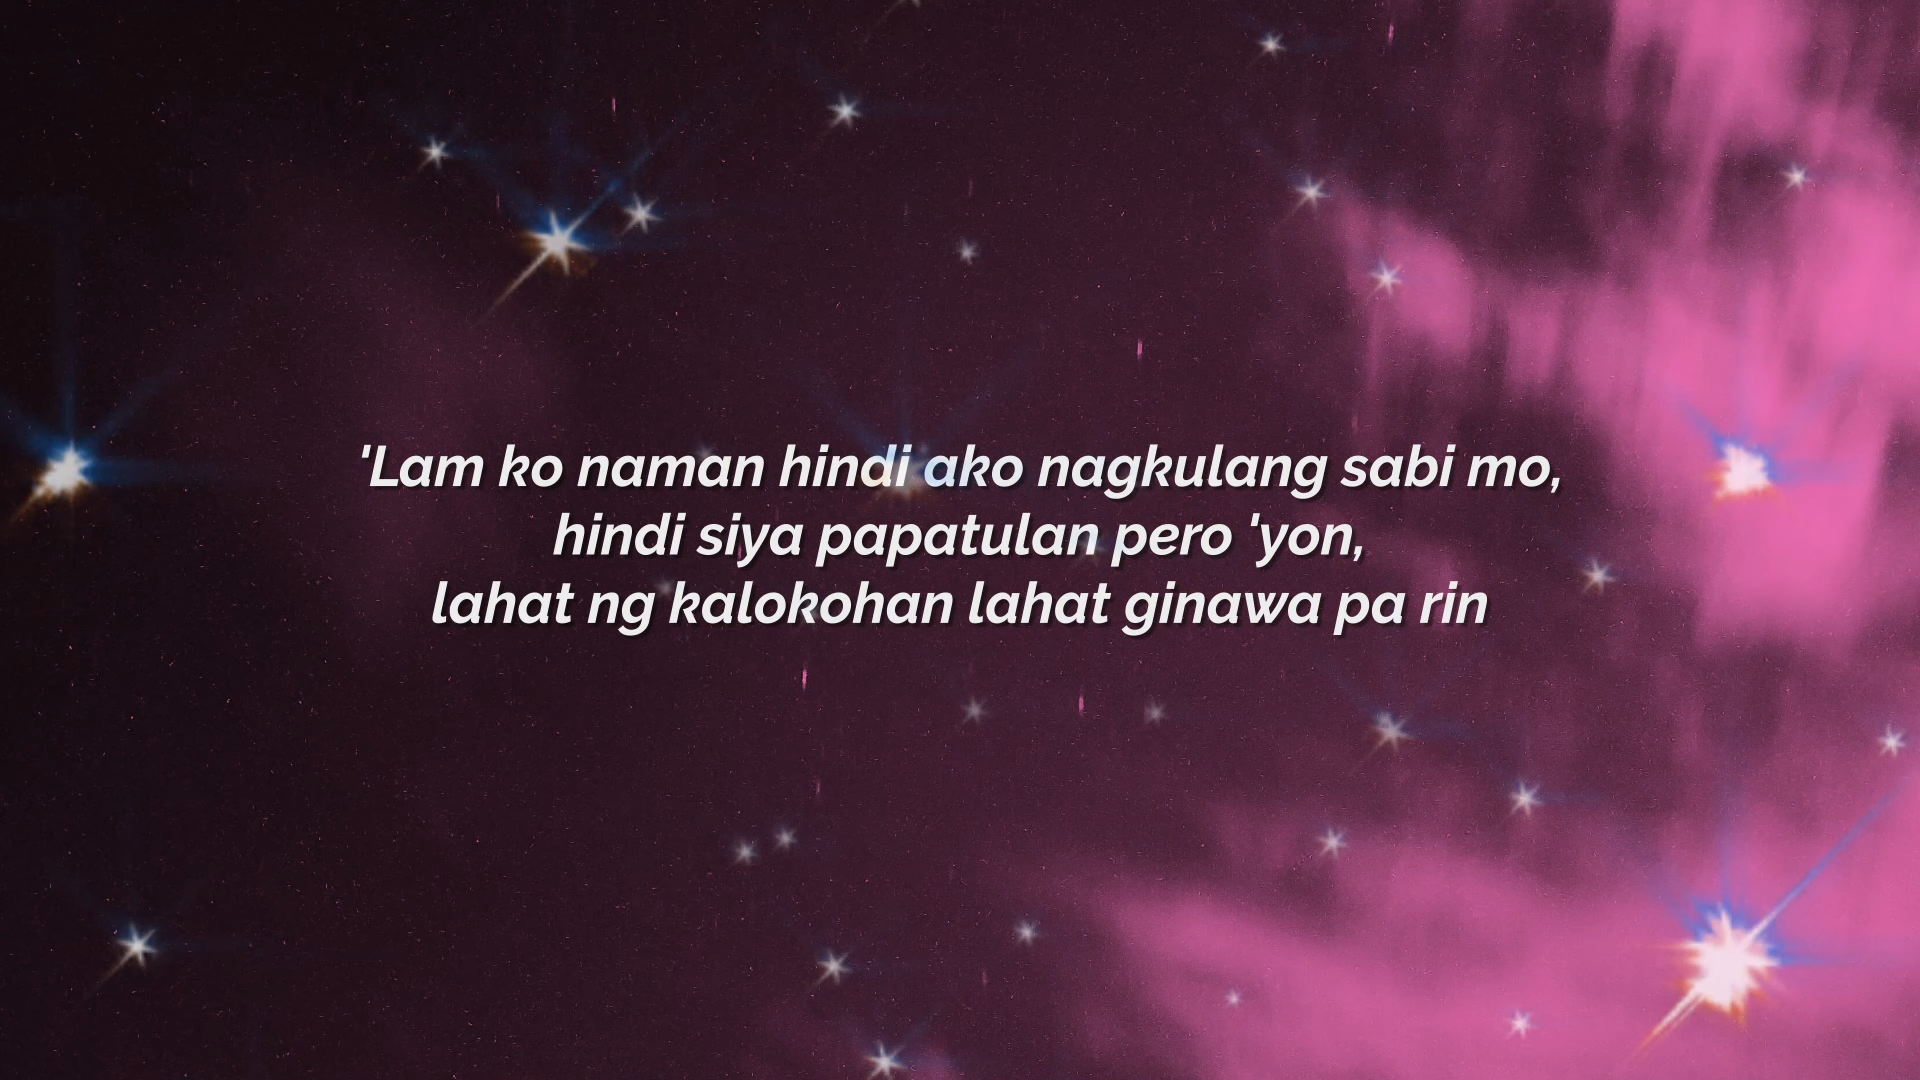 'Lam ko naman hindi ako nagkulang sabi mo,
hindi siya papatulan pero 'yon,
lahat ng kalokohan lahat ginawa pa rin